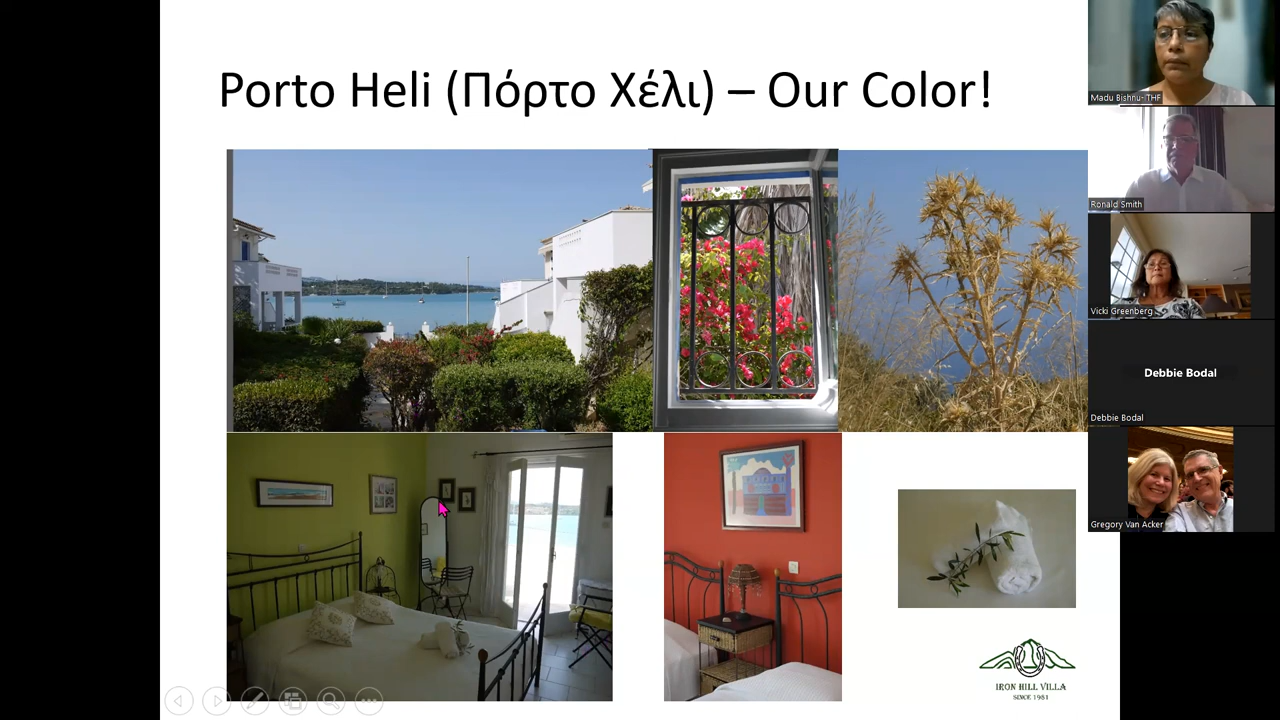 Porto Heli (Πόρτο Χέλι) – Our Color!
IRON HILL VILLA
SINCE 1981
Madu Bishnu- ITHF
Ronald Smith
Vicki Greenberg
Debbie Bodal
Debbie Bodal
Gregory Van Acker